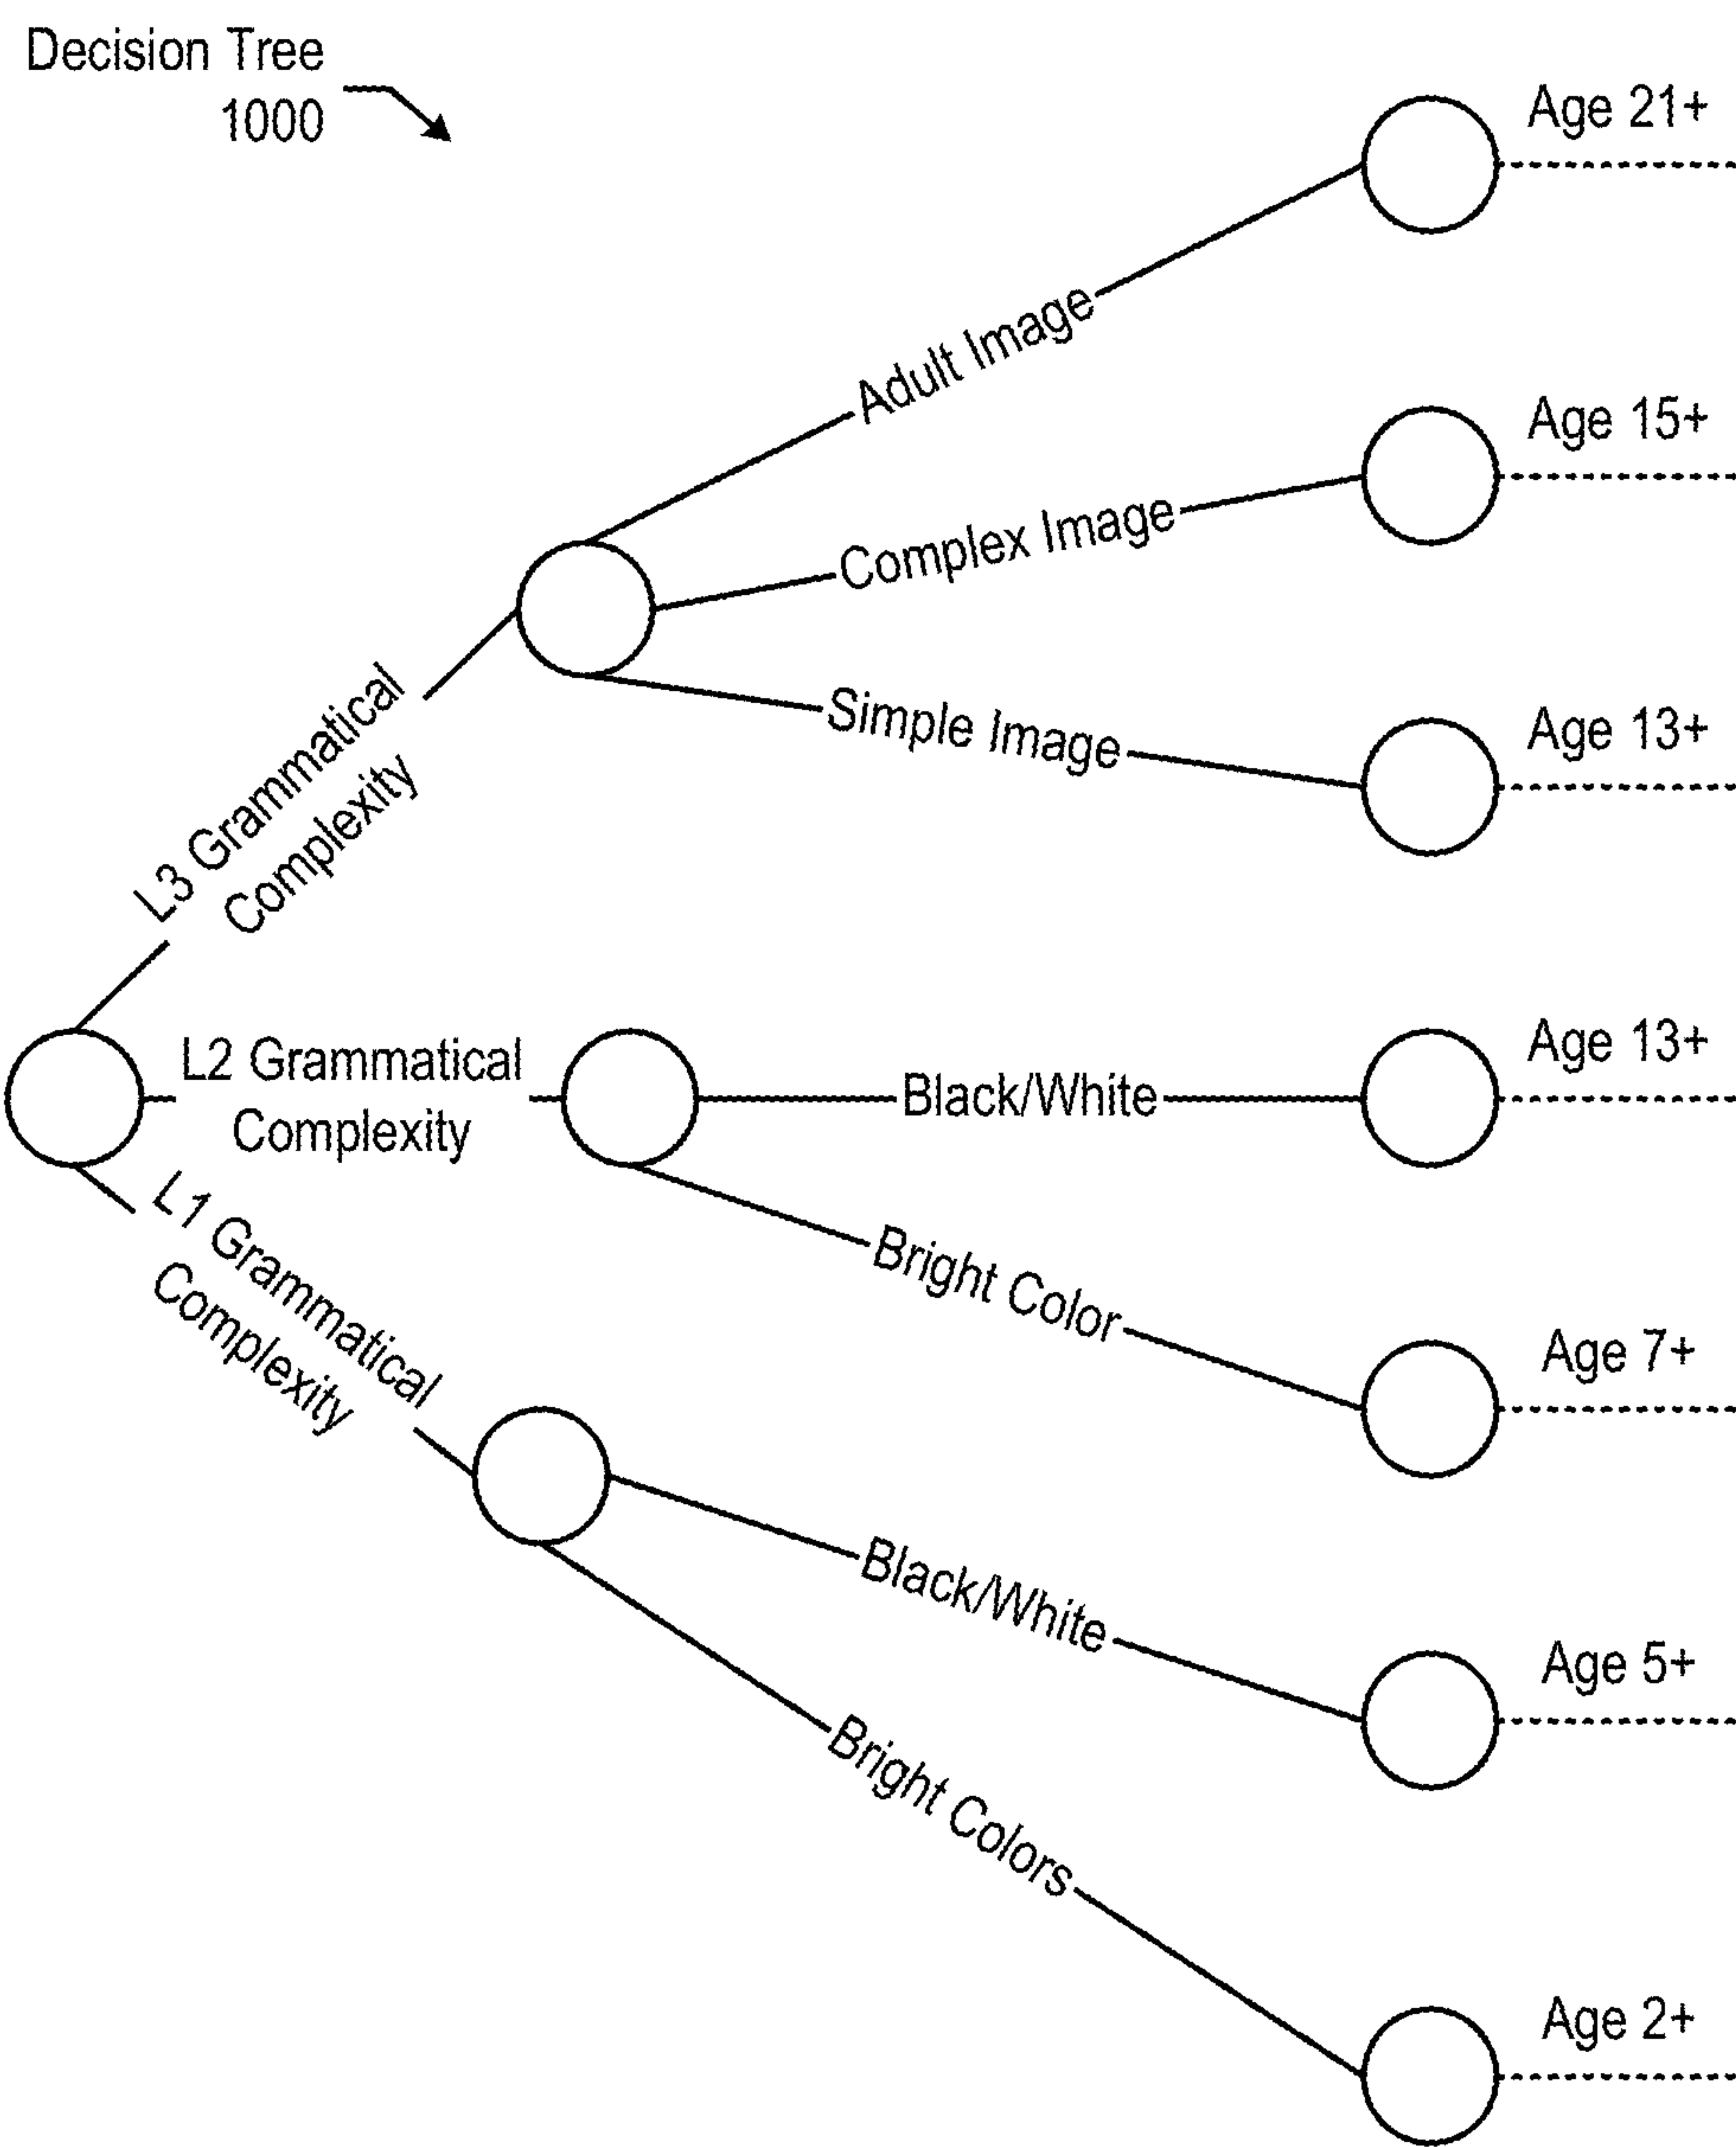 Decision Tree
1000
Age 21+
Adult Image
Age 15+
Complex Image
Age 13+
Simple Image
L3 Grammatical
Complexity
Age 13+
L2 Grammatical
Complexity
Black/White
Age 7+
Bright Color
L1 Grammatical
Complexity
Age 5+
Black/White
Bright Colors
Age 2+